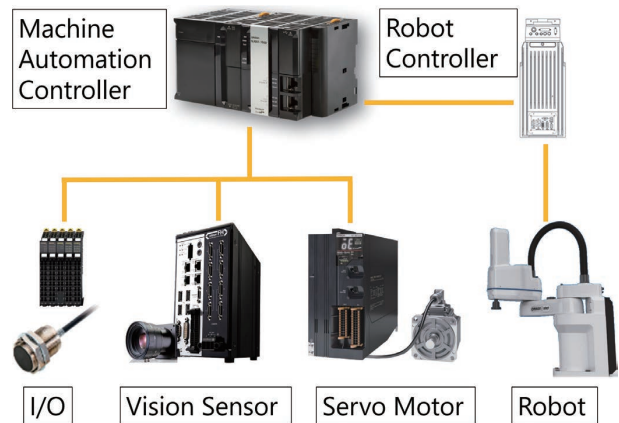 Machine
Automation
Controller
Robot
Controller
I/O
Vision Sensor
Servo Motor
Robot